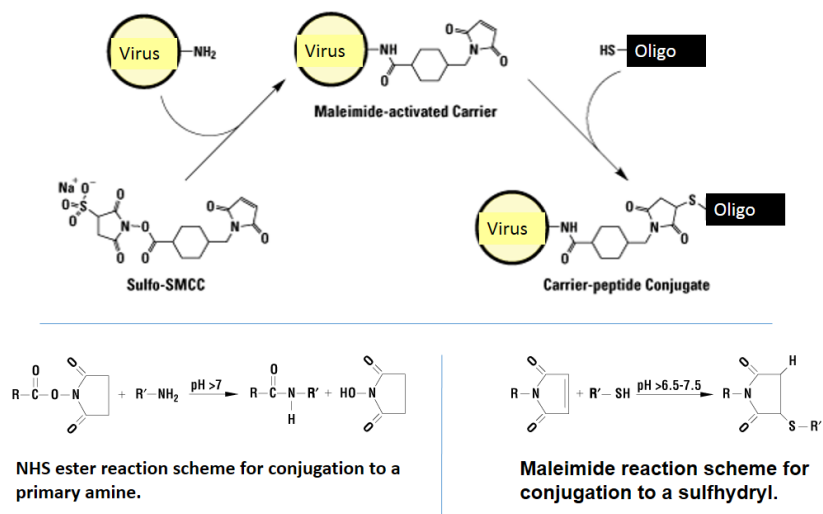 Virus
NH₂
Virus
NH
O
O
N
O
HS
Oligo
Maleimide-activated Carrier
Na⁺ O⁻
O=S
O
O
N
O
O
O
O
N
O
Sulfo-SMCC
Virus
NH
O
O
N
O
S
Oligo
Carrier-peptide Conjugate
R–C–O–N
O
O
O
+ R′–NH₂
pH >7
R–C–N–R′
O
H
+ HO–N
O
O
R–N
O
O
+ R′– SH
pH >6.5-7.5
R–N
O
O
H
S–R′
NHS ester reaction scheme for conjugation to a
primary amine.
Maleimide reaction scheme for
conjugation to a sulfhydryl.